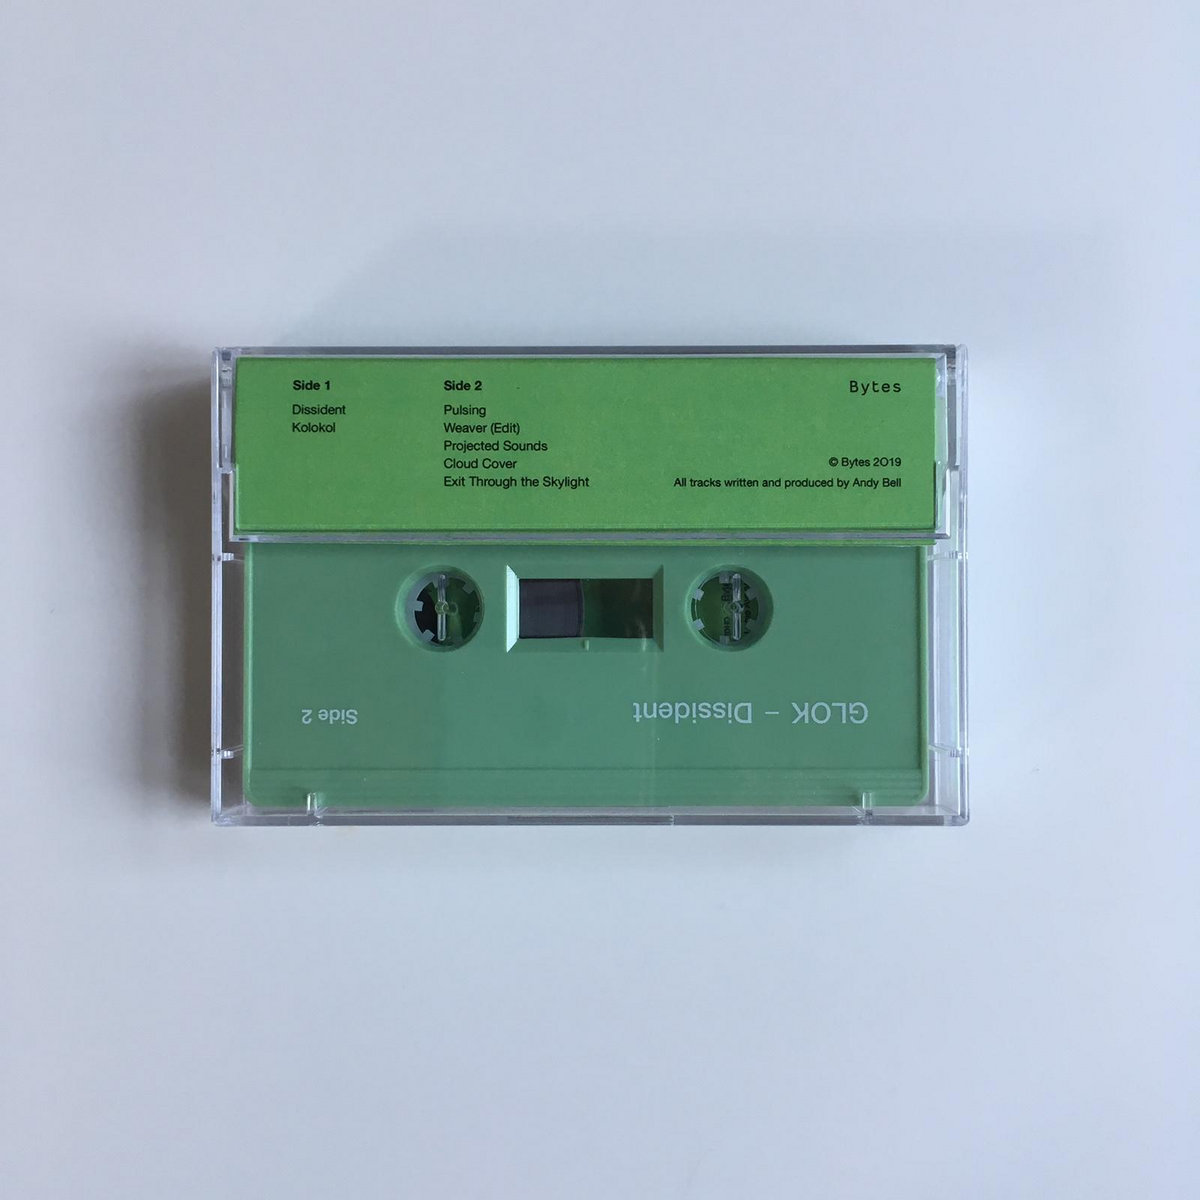 Side 1
Dissident
Kolokol
Side 2
Pulsing
Weaver (Edit)
Projected Sounds
Cloud Cover
Exit Through the Skylight
Bytes
© Bytes 2019
All tracks written and produced by Andy Bell
GLOK – Dissident
Side 2